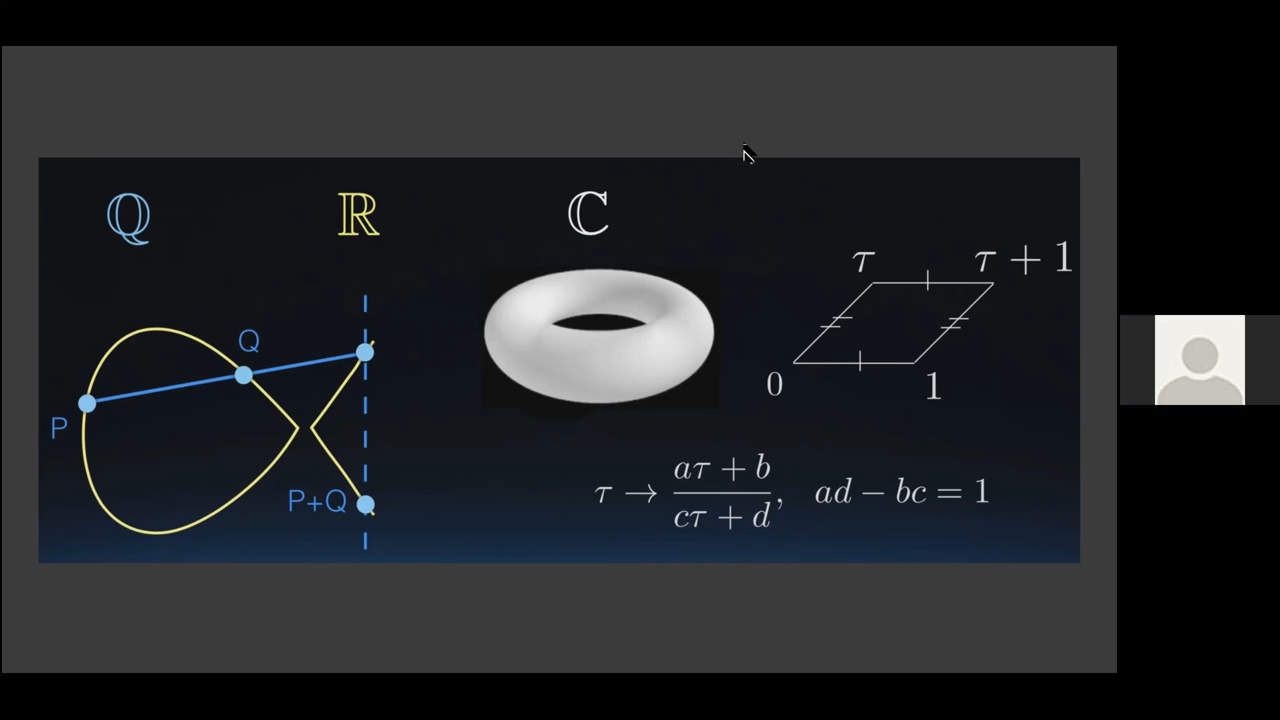 ℚ ℝ ℂ
τ τ + 1
Q
0 1
P
τ → (aτ + b)/(cτ + d), ad − bc = 1
P+Q